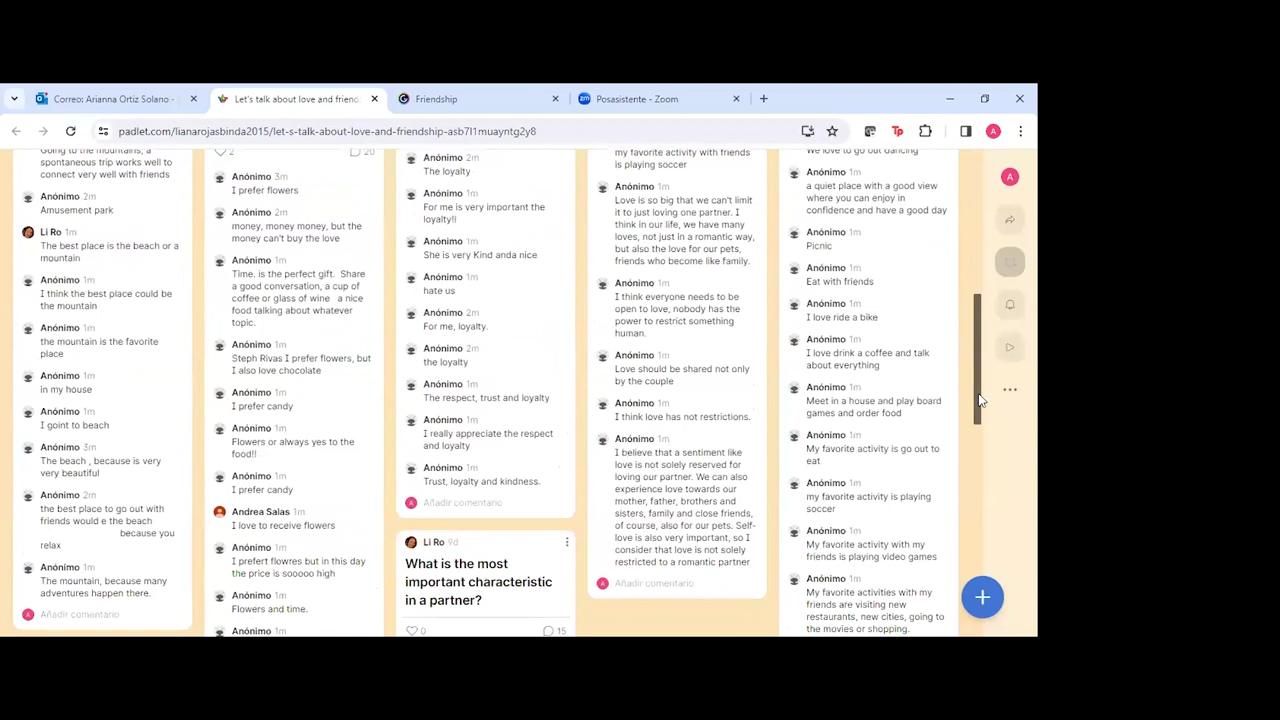 Correo: Arianna Ortiz Solano -
Let's talk about love and friend
Friendship
Posasistente - Zoom
padlet.com/lianarojasbinda2015/let-s-talk-about-love-and-friendship-asb7l1muayntg2y8
Going to the mountains, a
spontaneous trip works well to
connect very well with friends
Anónimo 2m
Amusement park
Li Ro 1m
The best place is the beach or a
mountain
Anónimo 1m
I think the best place could be
the mountain
Anónimo 1m
the mountain is the favorite
place
Anónimo 1m
in my house
Anónimo 1m
I goint to beach
Anónimo 3m
The beach , because is very
very beautiful
Anónimo 2m
the best place to go out with
friends would e the beach
because you
relax
Anónimo 1m
The mountain, because many
adventures happen there.
A Añadir comentario
2 20
Anónimo 3m
I prefer flowers
Anónimo 2m
money, money money, but the
money can't buy the love
Anónimo 1m
Time. is the perfect gift. Share
a good conversation, a cup of
coffee or glass of wine a nice
food talking about whatever
topic.
Anónimo 1m
Steph Rivas I prefer flowers, but
I also love chocolate
Anónimo 1m
I prefer candy
Anónimo 1m
Flowers or always yes to the
food!!
Anónimo 1m
I prefer candy
Andrea Salas 1m
I love to receive flowers
Anónimo 1m
I prefert flowres but in this day
the price is sooooo high
Anónimo 1m
Flowers and time.
Anónimo 1m
Anónimo 2m
The loyalty
Anónimo 1m
For me is very important the
loyalty!!
Anónimo 1m
She is very Kind anda nice
Anónimo 1m
hate us
Anónimo 2m
For me, loyalty.
Anónimo 2m
the loyalty
Anónimo 1m
The respect, trust and loyalty
Anónimo 1m
I really appreciate the respect
and loyalty
Anónimo 1m
Trust, loyalty and kindness.
A Añadir comentario
Li Ro 9d
What is the most
important characteristic
in a partner?
0 15
my favorite activity with friends
is playing soccer
Anónimo 1m
Love is so big that we can't limit
it to just loving one partner. I
think in our life, we have many
loves, not just in a romantic way,
but also the love for our pets,
friends who become like family.
Anónimo 1m
I think everyone needs to be
open to love, nobody has the
power to restrict something
human.
Anónimo 1m
Love should be shared not only
by the couple
Anónimo 1m
I think love has not restrictions.
Anónimo 1m
I believe that a sentiment like
love is not solely reserved for
loving our partner. We can also
experience love towards our
mother, father, brothers and
sisters, family and close friends,
of course, also for our pets. Self-
love is also very important, so I
consider that love is not solely
restricted to a romantic partner
A Añadir comentario
We love to go out dancing
Anónimo 1m
a quiet place with a good view
where you can enjoy in
confidence and have a good day
Anónimo 1m
Picnic
Anónimo 1m
Eat with friends
Anónimo 1m
I love ride a bike
Anónimo 1m
I love drink a coffee and talk
about everything
Anónimo 1m
Meet in a house and play board
games and order food
Anónimo 1m
My favorite activity is go out to
eat
Anónimo 1m
my favorite activity is playing
soccer
Anónimo 1m
My favorite activity with my
friends is playing video games
Anónimo 1m
My favorite activities with my
friends are visiting new
restaurants, new cities, going to
the movies or shopping.